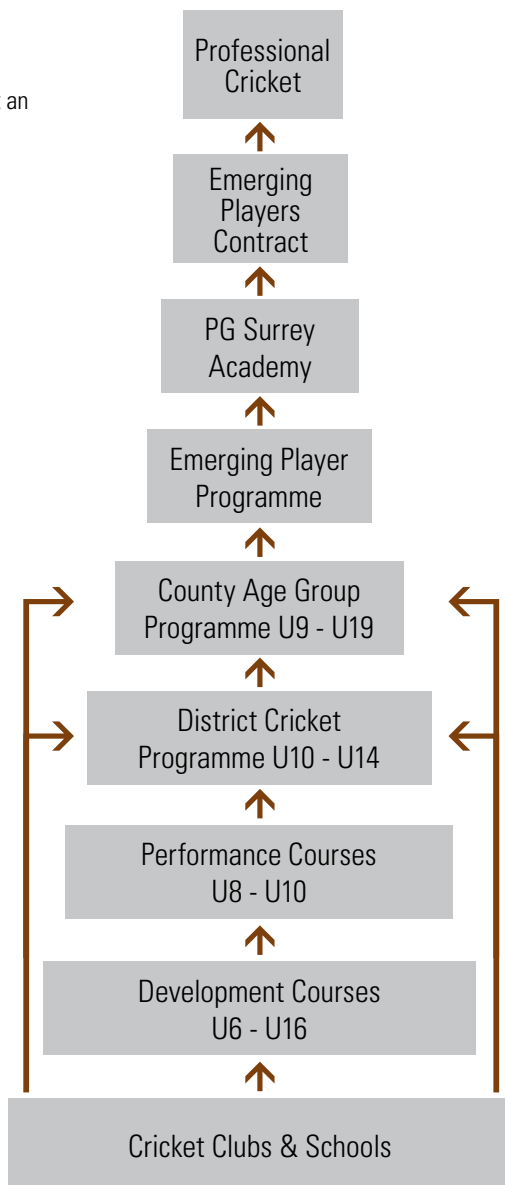 Professional
Cricket
t an
Emerging
Players
Contract
PG Surrey
Academy
Emerging Player
Programme
County Age Group
Programme U9 - U19
District Cricket
Programme U10 - U14
Performance Courses
U8 - U10
Development Courses
U6 - U16
Cricket Clubs & Schools